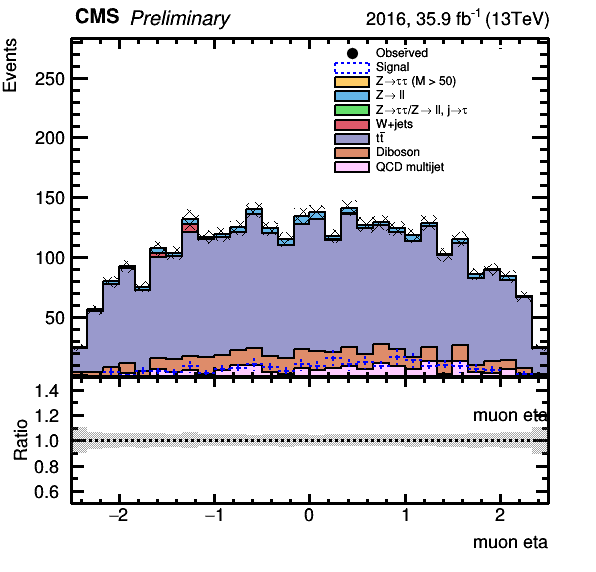 CMS Preliminary 2016, 35.9 fb⁻¹ (13TeV)
Events
250
200
150
100
50
Observed
Signal
Z→ττ (M > 50)
Z→ ll
Z→ττ/Z→ ll, j→τ
W+jets
tt̄
Diboson
QCD multijet
Ratio
1.4
1.2
1.0
0.8
0.6
muon eta
−2 −1 0 1 2
muon eta